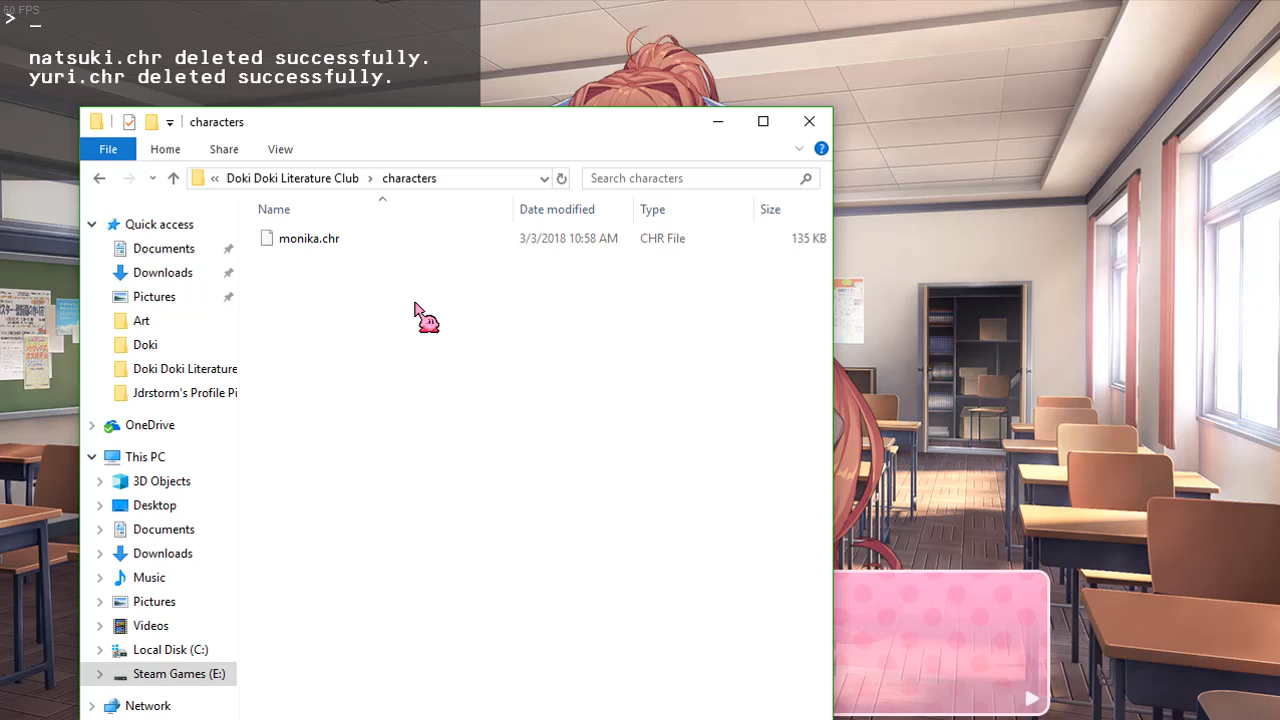 60 FPS
> _
natsuki.chr deleted successfully.
yuri.chr deleted successfully.
characters
File Home Share View
« Doki Doki Literature Club › characters
Search characters
Name Date modified Type Size
monika.chr 3/3/2018 10:58 AM CHR File 135 KB
Quick access
Documents
Downloads
Pictures
Art
Doki
Doki Doki Literature
Jdrstorm's Profile Pi
OneDrive
This PC
3D Objects
Desktop
Documents
Downloads
Music
Pictures
Videos
Local Disk (C:)
Steam Games (E:)
Network